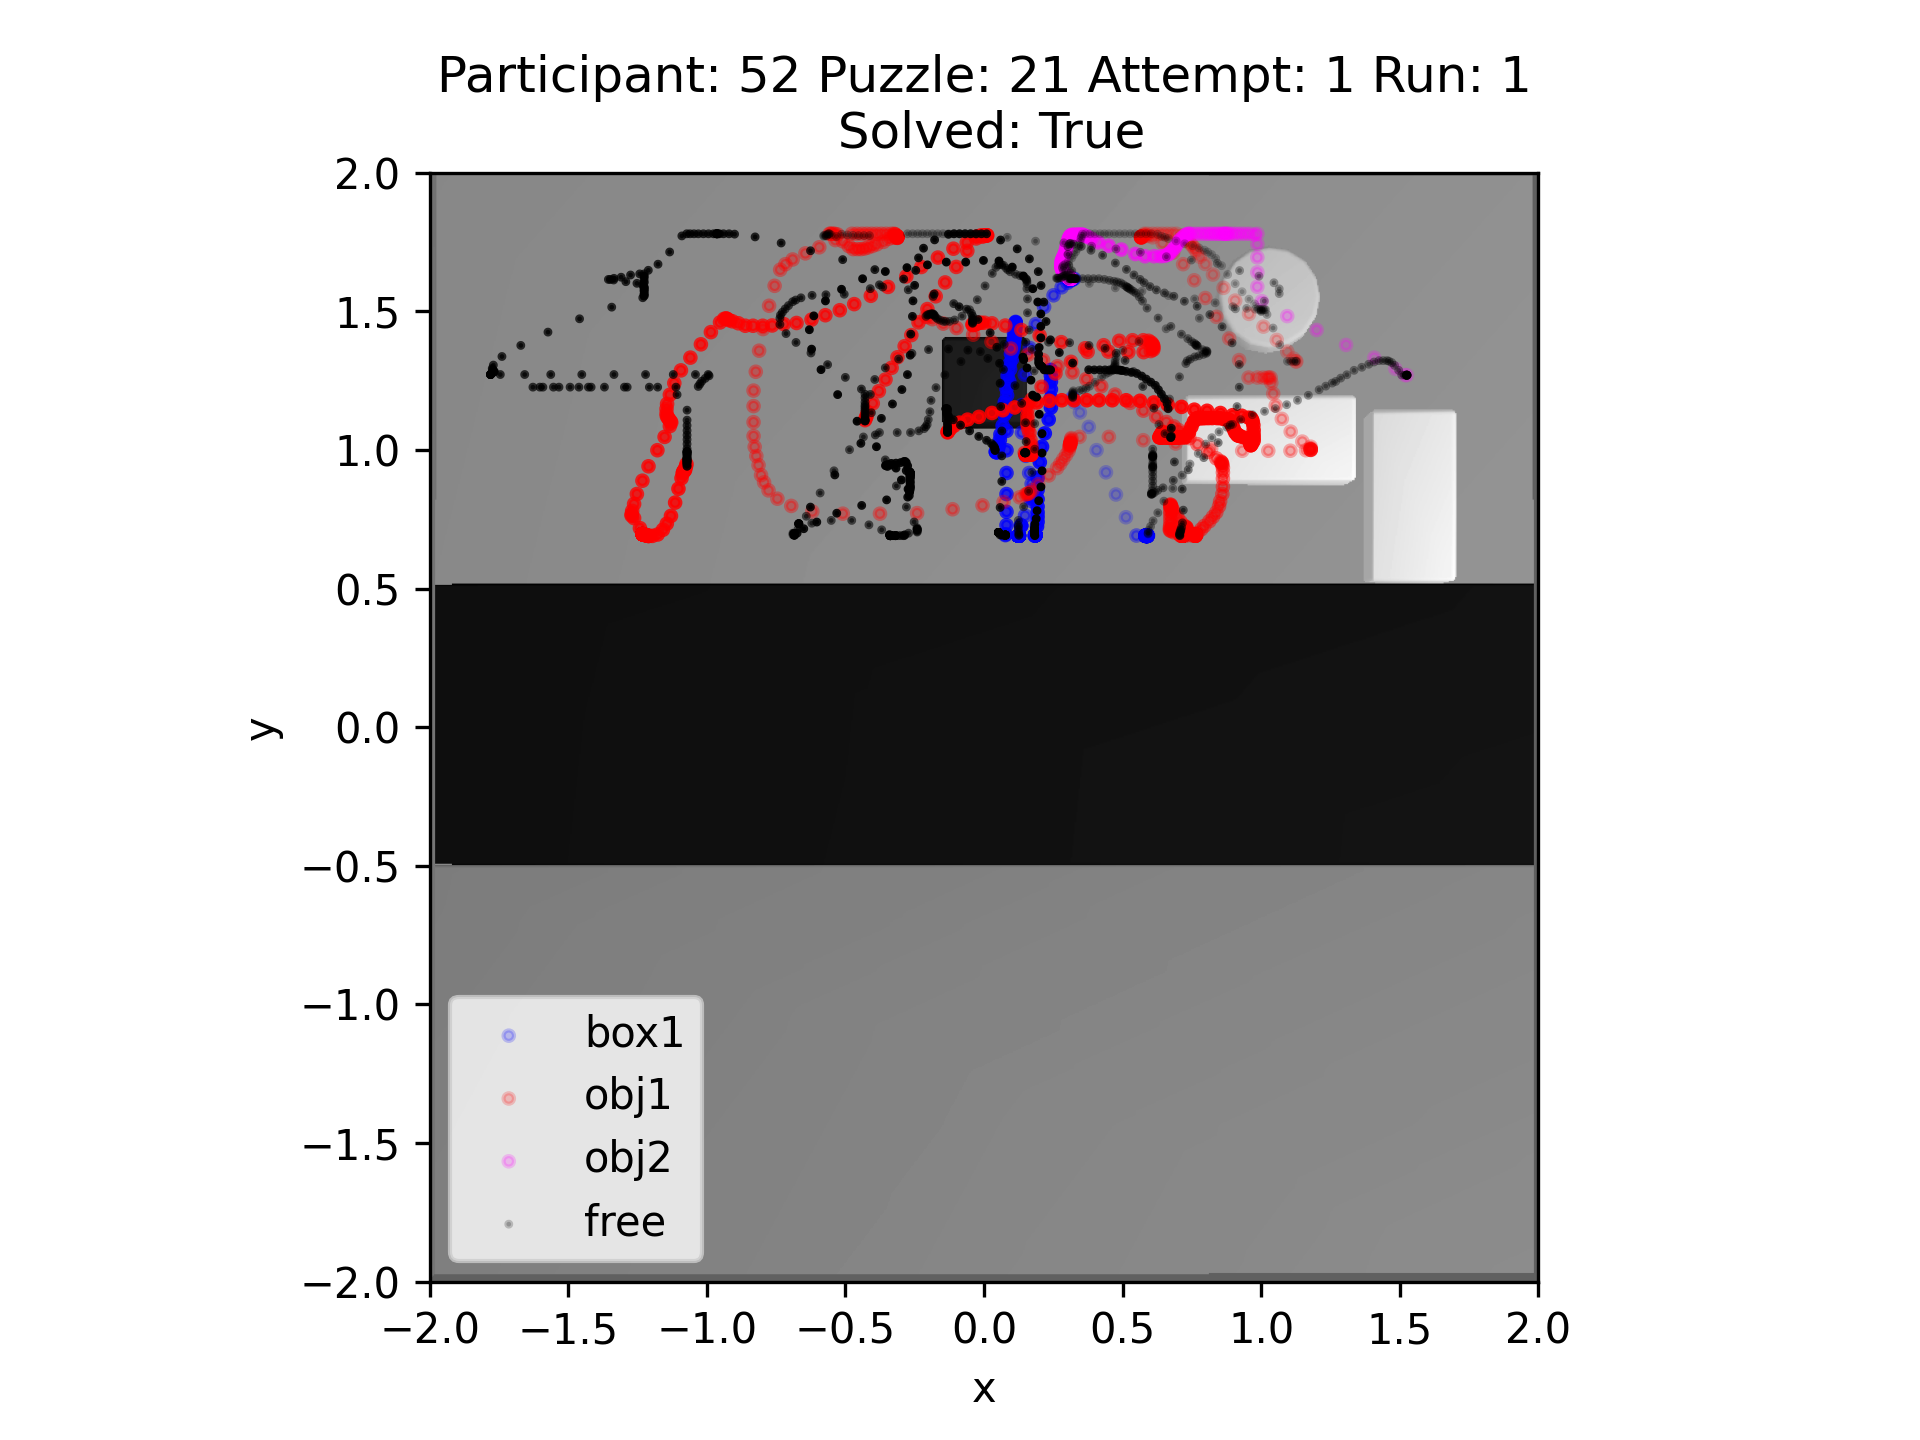 Participant: 52 Puzzle: 21 Attempt: 1 Run: 1
Solved: True
2.0
1.5
1.0
0.5
0.0
−0.5
−1.0
−1.5
−2.0
y
box1
obj1
obj2
free
−2.0 −1.5 −1.0 −0.5 0.0 0.5 1.0 1.5 2.0
x